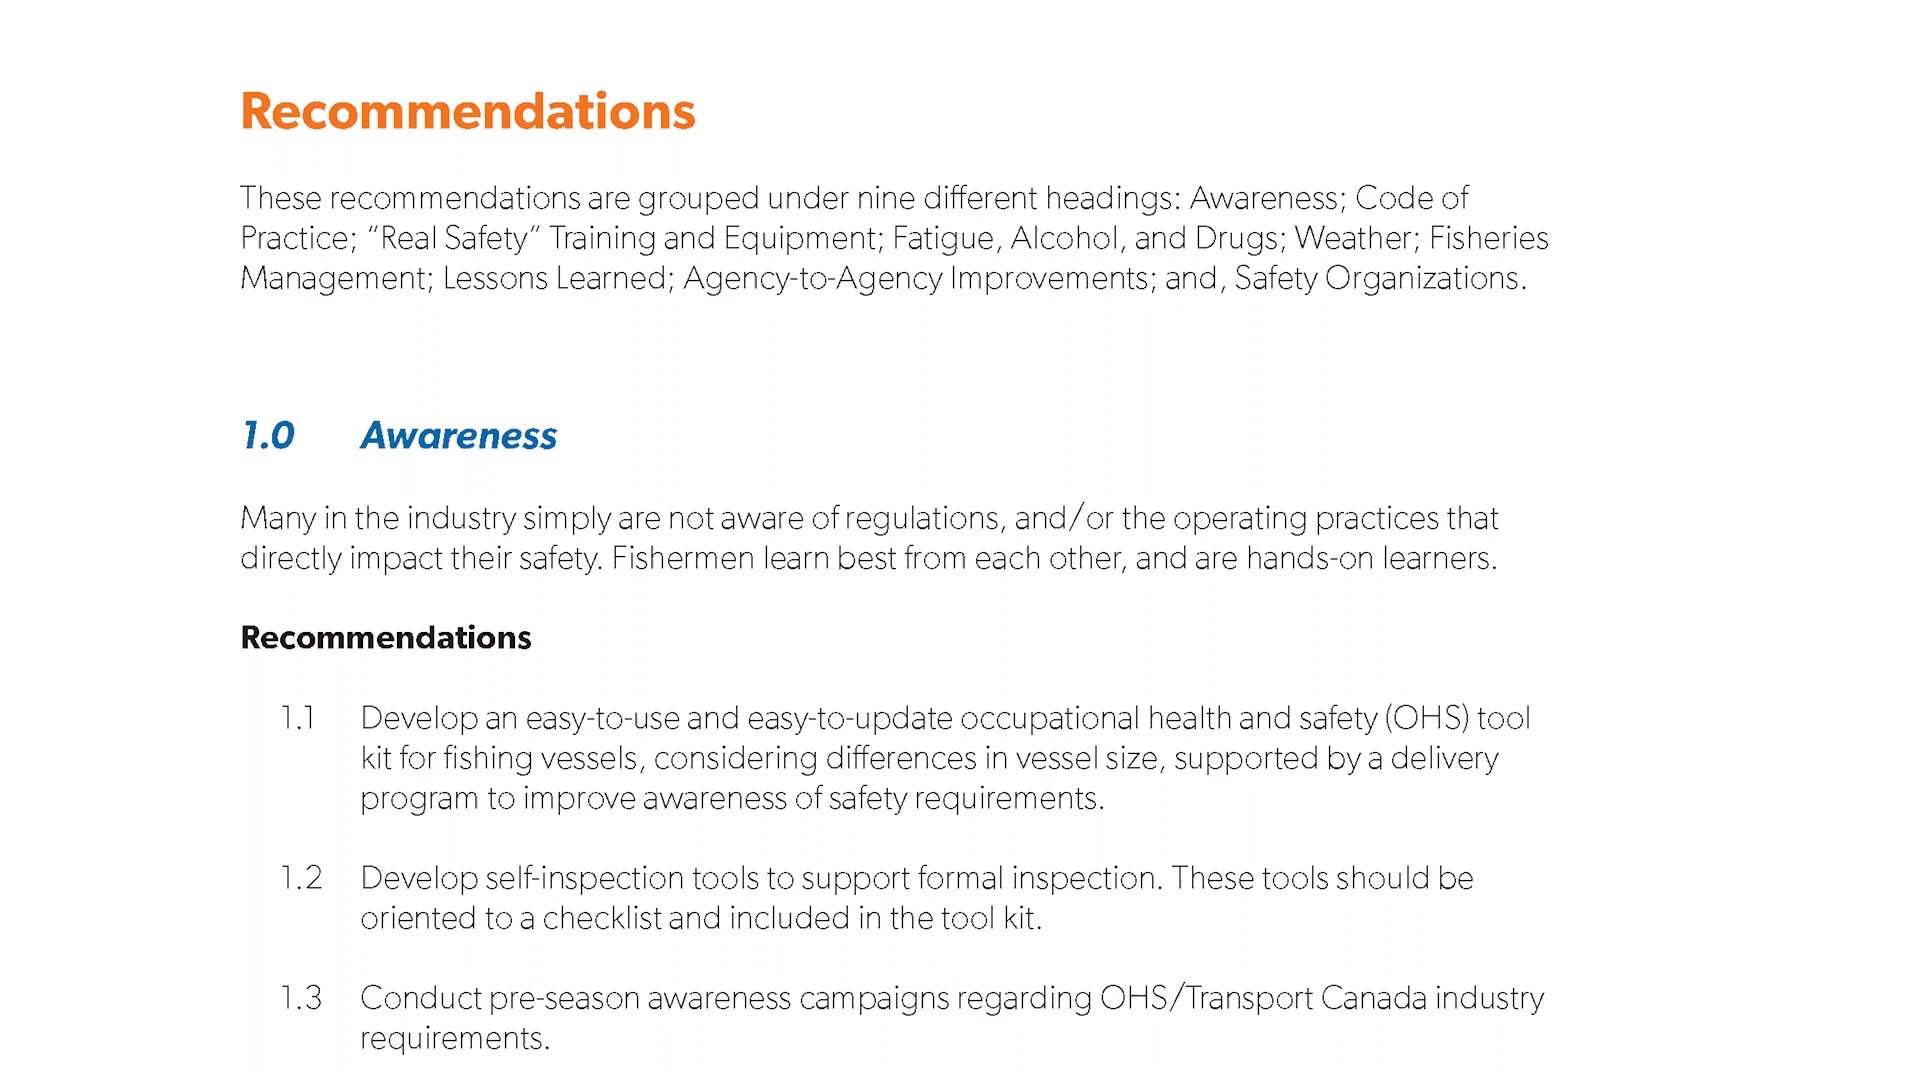 Recommendations
These recommendations are grouped under nine different headings: Awareness; Code of
Practice; “Real Safety” Training and Equipment; Fatigue, Alcohol, and Drugs; Weather; Fisheries
Management; Lessons Learned; Agency-to-Agency Improvements; and, Safety Organizations.
1.0 Awareness
Many in the industry simply are not aware of regulations, and/or the operating practices that
directly impact their safety. Fishermen learn best from each other, and are hands-on learners.
Recommendations
1.1 Develop an easy-to-use and easy-to-update occupational health and safety (OHS) tool
kit for fishing vessels, considering differences in vessel size, supported by a delivery
program to improve awareness of safety requirements.
1.2 Develop self-inspection tools to support formal inspection. These tools should be
oriented to a checklist and included in the tool kit.
1.3 Conduct pre-season awareness campaigns regarding OHS/Transport Canada industry
requirements.